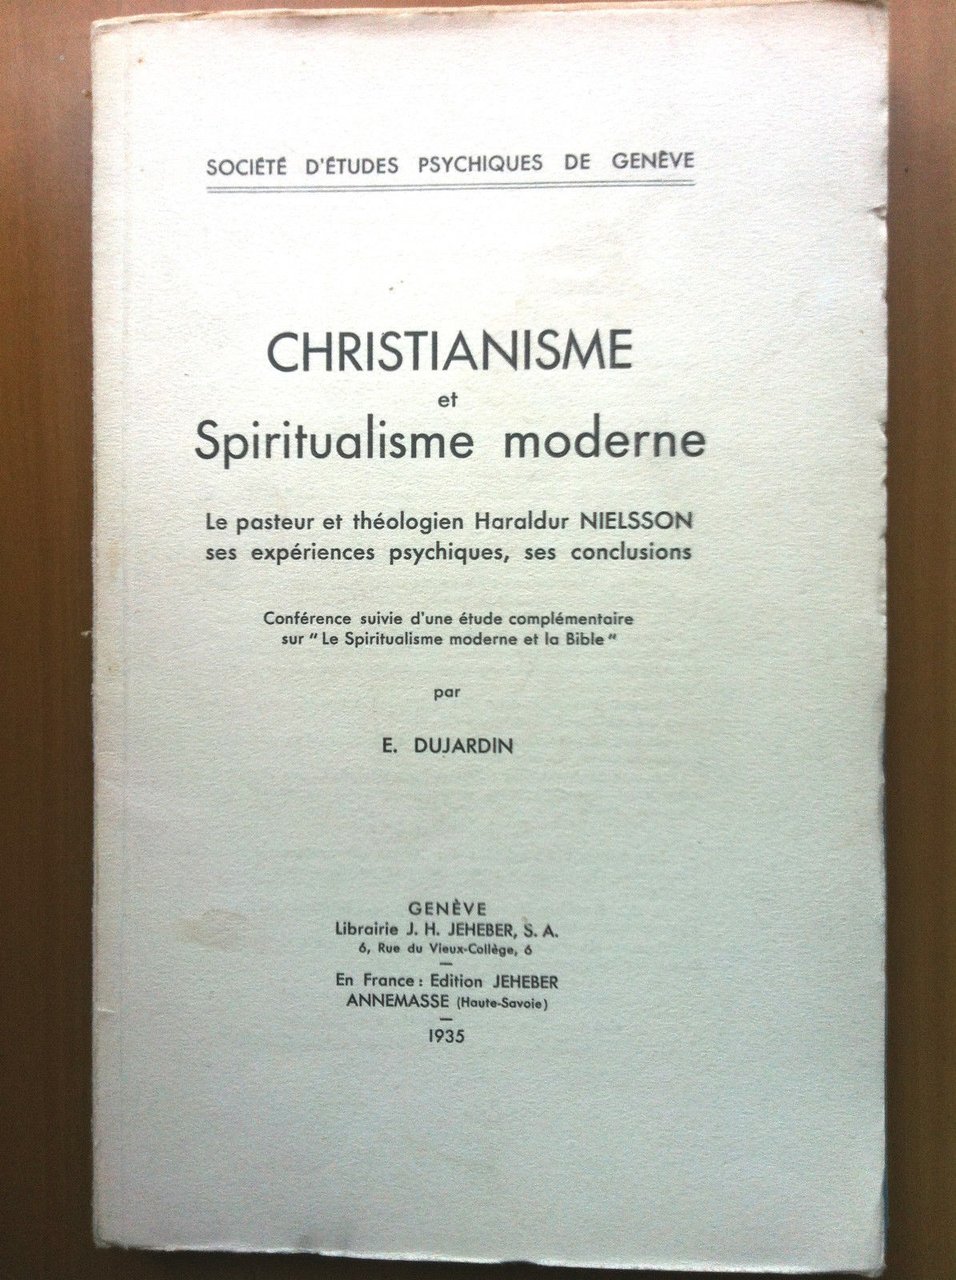 SOCIÉTÉ D'ÉTUDES PSYCHIQUES DE GENÈVE
CHRISTIANISME
et
Spiritualisme moderne
Le pasteur et théologien Haraldur NIELSSON
ses expériences psychiques, ses conclusions
Conférence suivie d'une étude complémentaire
sur "Le Spiritualisme moderne et la Bible"
par
E. DUJARDIN
GENÈVE
Librairie J. H. JEHEBER, S. A.
6, Rue du Vieux-Collège, 6
En France : Edition JEHEBER
ANNEMASSE (Haute-Savoie)
1935